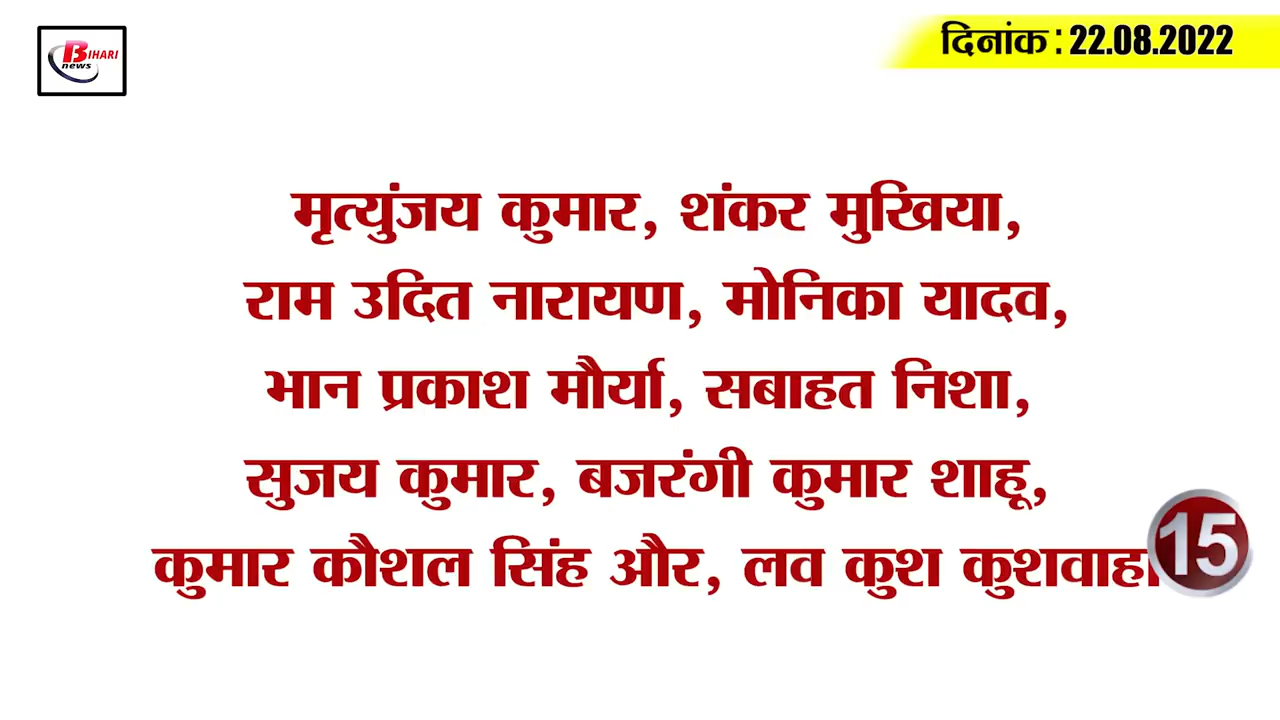 BIHARI
news
दिनांक : 22.08.2022
मृत्युंजय कुमार, शंकर मुखिया,
राम उदित नारायण, मोनिका यादव,
भान प्रकाश मौर्या, सबाहत निशा,
सुजय कुमार, बजरंगी कुमार शाहू,
कुमार कौशल सिंह और, लव कुश कुशवाहा
15